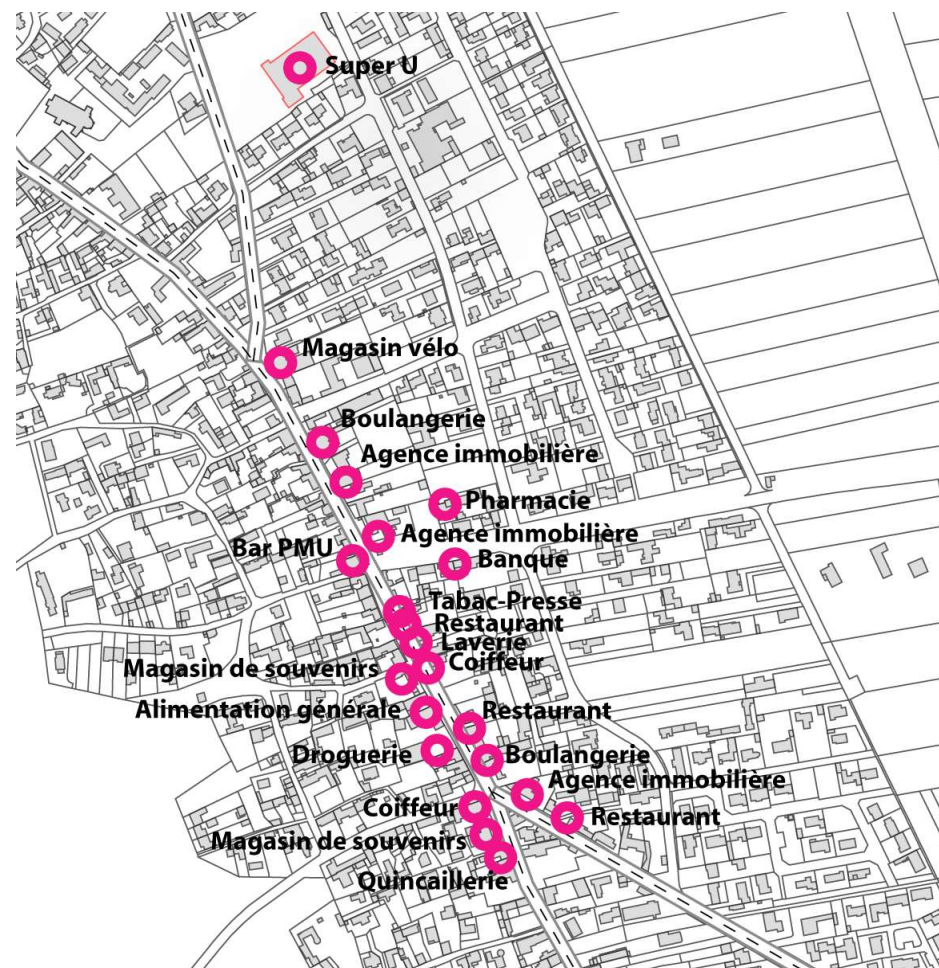 Super U
Magasin vélo
Boulangerie
Agence immobilière
Pharmacie
Agence immobilière
Bar PMU
Banque
Tabac-Presse
Restaurant
Laverie
Coiffeur
Magasin de souvenirs
Alimentation générale
Restaurant
Droguerie
Boulangerie
Agence immobilière
Coiffeur
Restaurant
Magasin de souvenirs
Quincaillerie